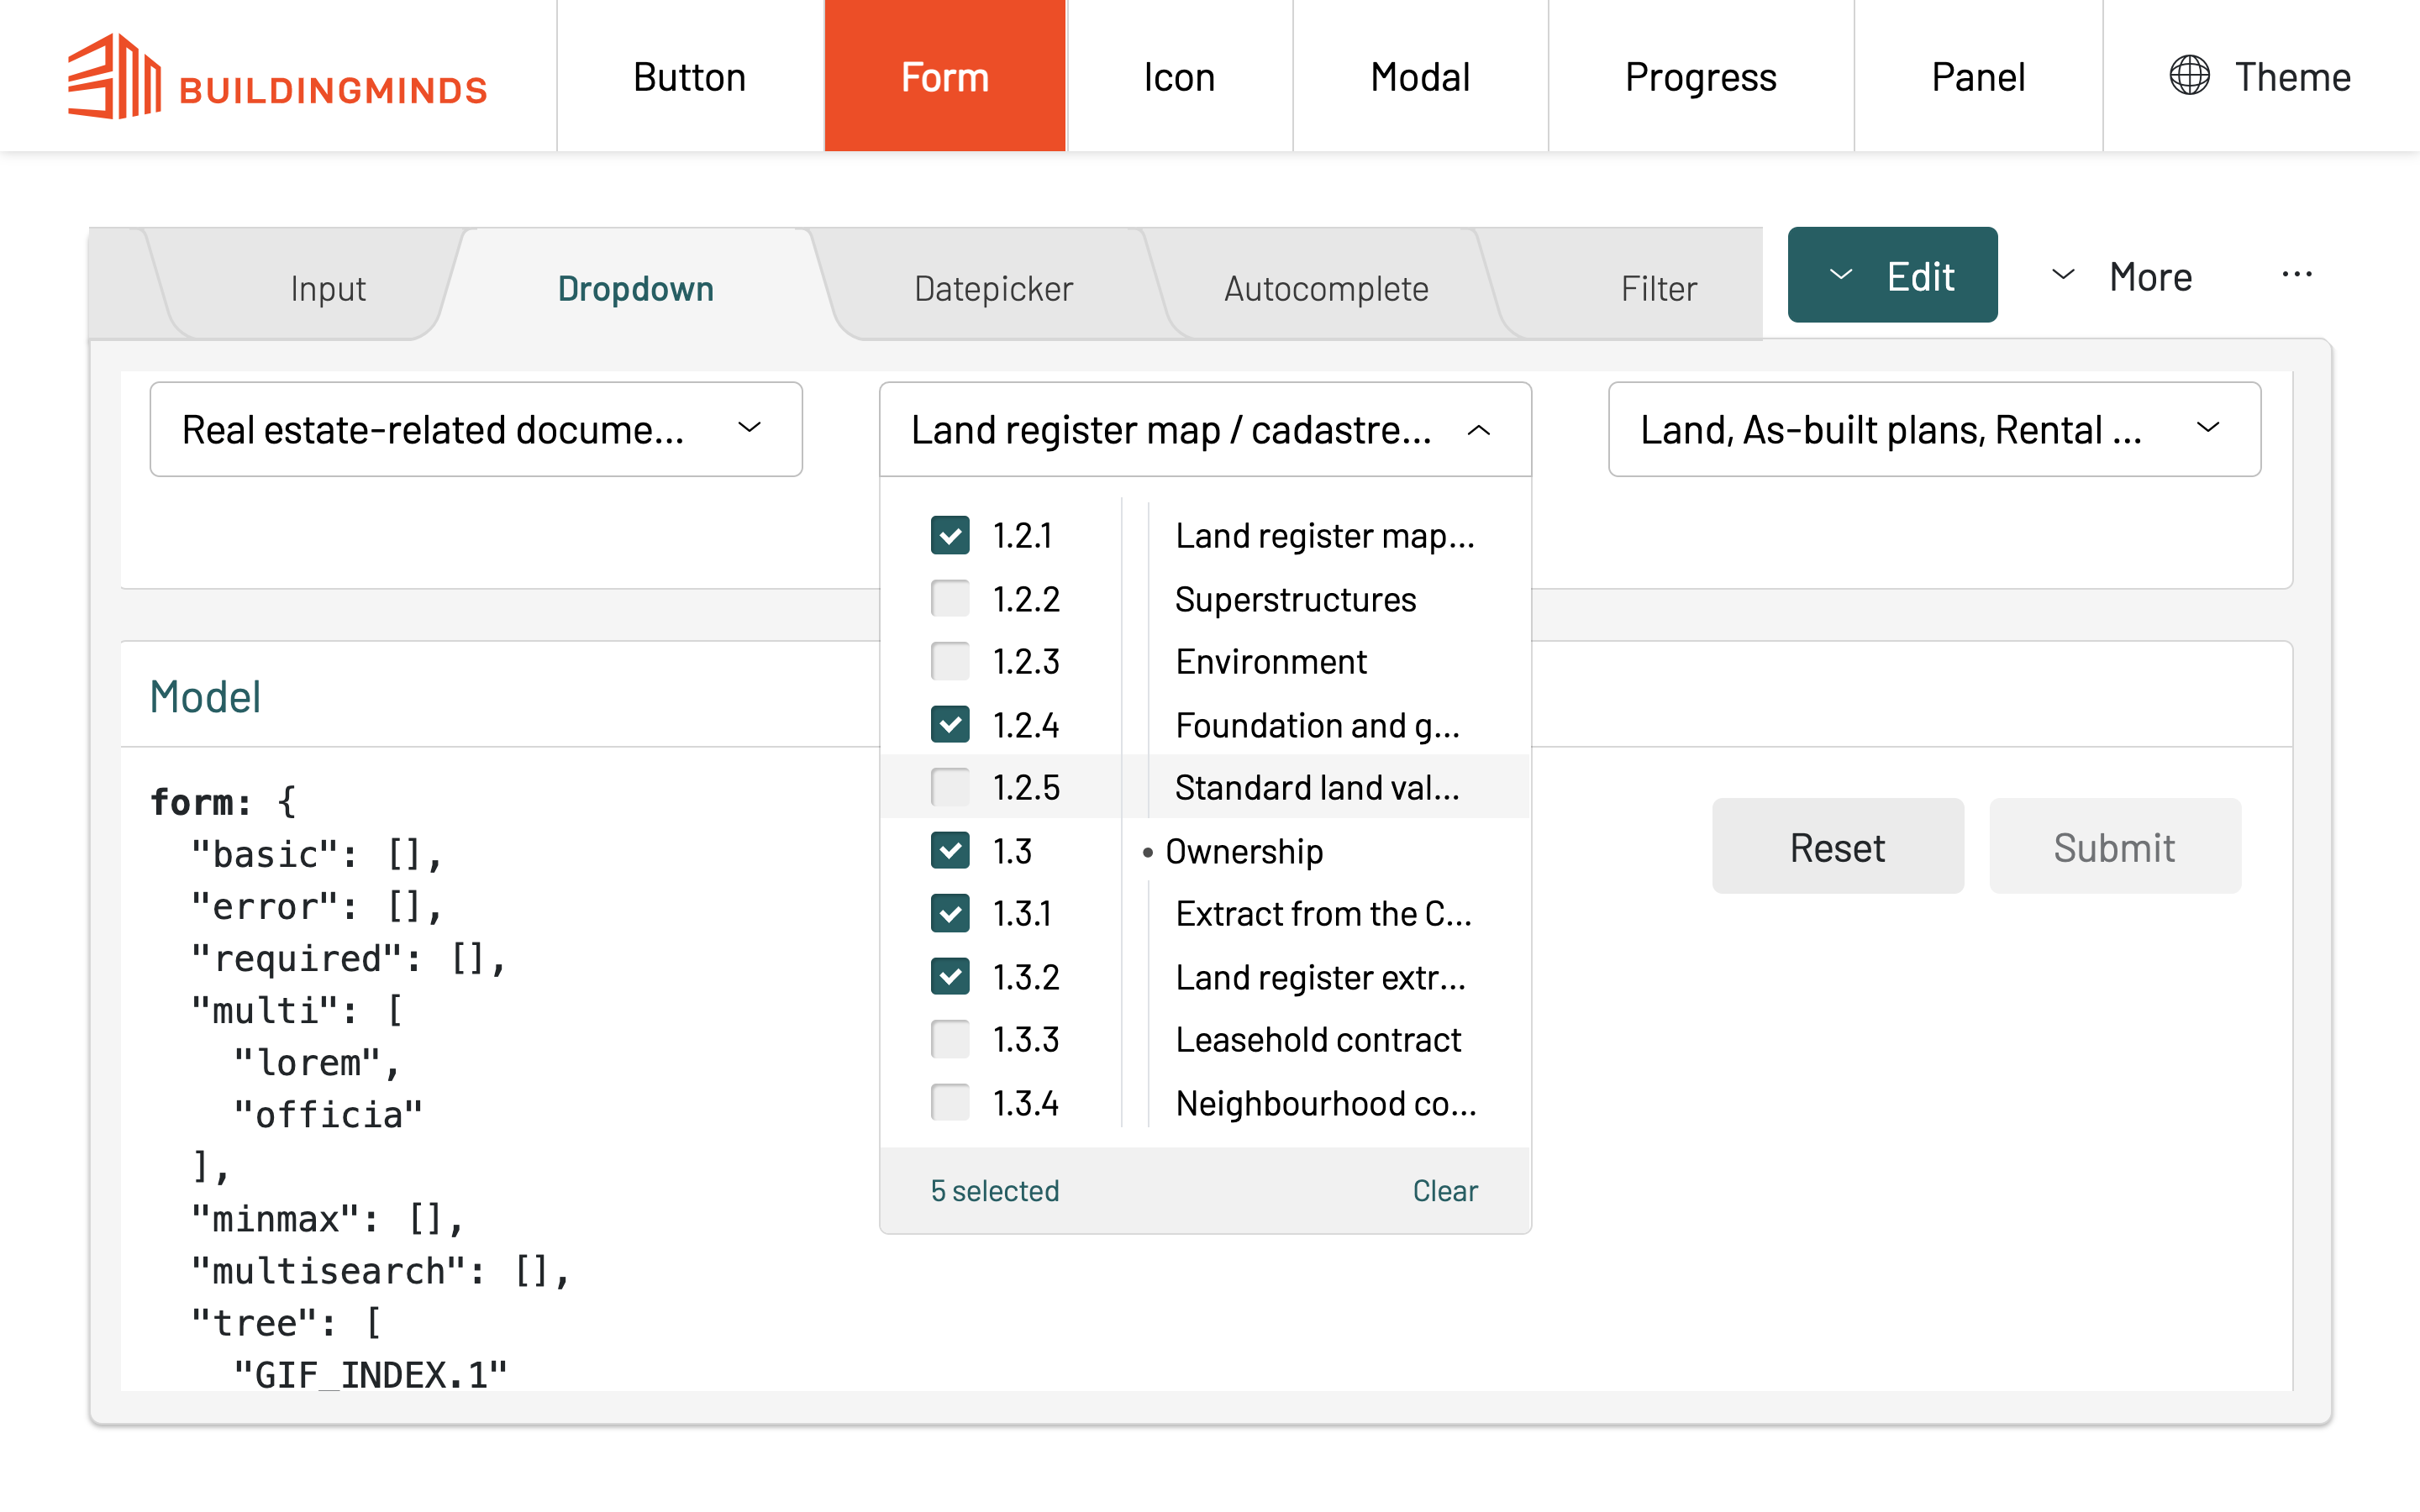 BUILDINGMINDS
Button
Form
Icon
Modal
Progress
Panel
Theme
Input
Dropdown
Datepicker
Autocomplete
Filter
Edit
More
...
Real estate-related docume...
Land register map / cadastre...
Land, As-built plans, Rental ...
1.2.1 Land register map...
1.2.2 Superstructures
1.2.3 Environment
1.2.4 Foundation and g...
1.2.5 Standard land val...
1.3 • Ownership
1.3.1 Extract from the C...
1.3.2 Land register extr...
1.3.3 Leasehold contract
1.3.4 Neighbourhood co...
5 selected
Clear
Model
form: {
"basic": [],
"error": [],
"required": [],
"multi": [
"lorem",
"officia"
],
"minmax": [],
"multisearch": [],
"tree": [
"GIF_INDEX.1"
Reset
Submit